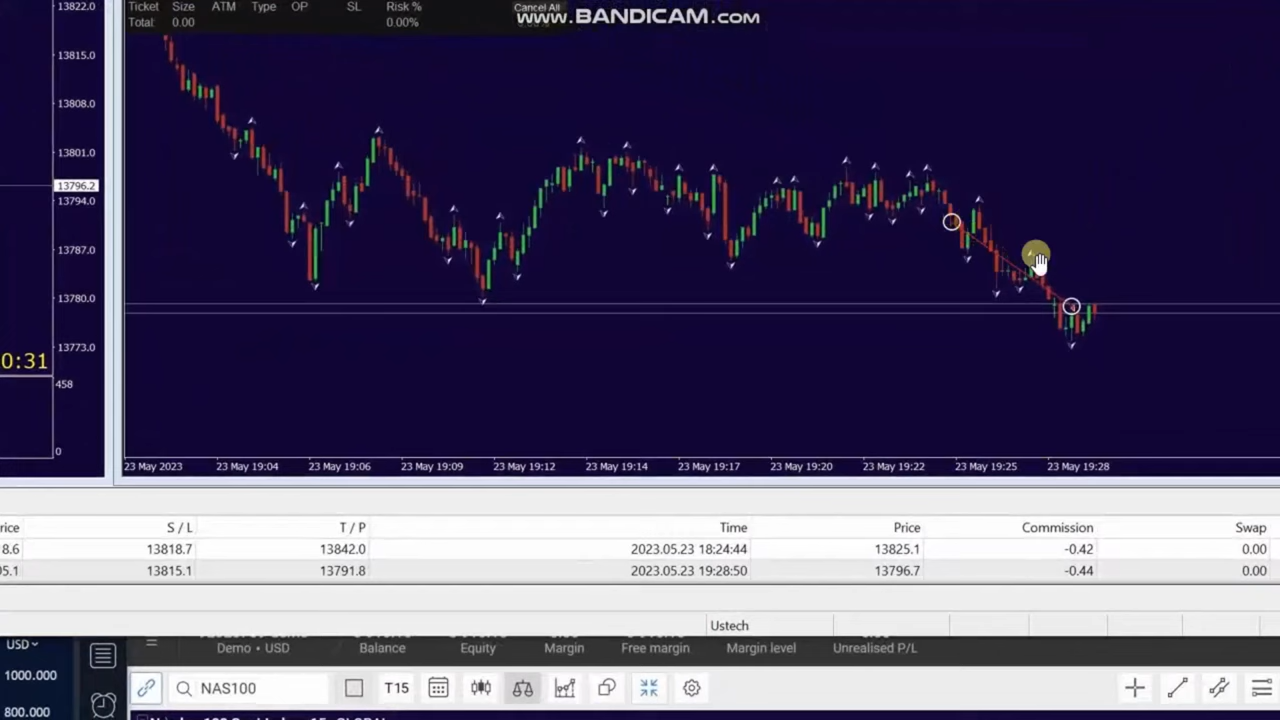 13822.0
Ticket Size ATM Type OP SL Risk % Cancel All
Total: 0.00 0.00%
www.BANDICAM.com
13815.0
13808.0
13801.0
13796.2
13794.0
13787.0
13780.0
13773.0
0:31
458
0
23 May 2023 23 May 19:04 23 May 19:06 23 May 19:09 23 May 19:12 23 May 19:14 23 May 19:17 23 May 19:20 23 May 19:22 23 May 19:25 23 May 19:28
rice S / L T / P Time Price Commission Swap
8.6 13818.7 13842.0 2023.05.23 18:24:44 13825.1 -0.42 0.00
05.1 13815.1 13791.8 2023.05.23 19:28:50 13796.7 -0.44 0.00
Ustech
USD
Demo • USD Balance Equity Margin Free margin Margin level Unrealised P/L
1000.000
NAS100 T15
800.000